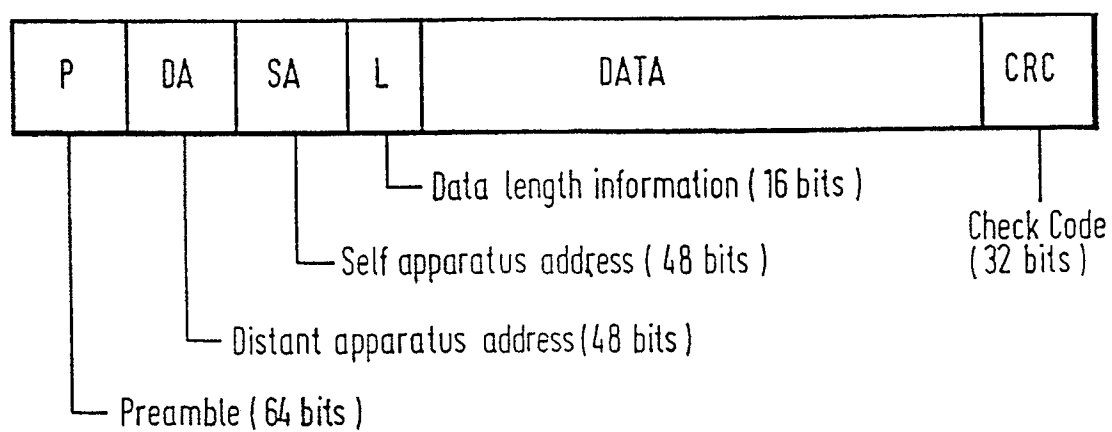 P DA SA L DATA CRC
Data length information ( 16 bits )
Check Code
( 32 bits )
Self apparatus address ( 48 bits )
Distant apparatus address (48 bits )
Preamble ( 64 bits )